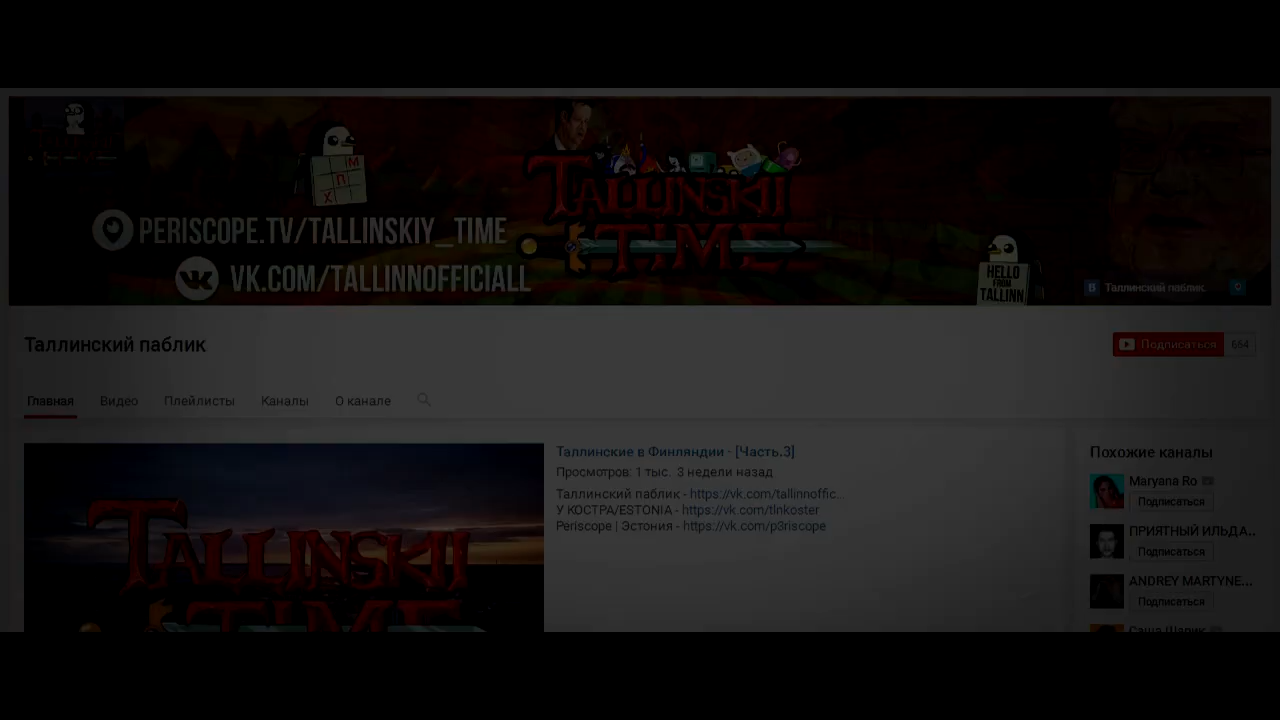 М
П
Х
TALLINSKII
TIME
PERISCOPE.TV/TALLINSKIY_TIME
VK.COM/TALLINNOFFICIALL
HELLO
FROM
TALLINN
Таллинский паблик.
Таллинский паблик
Подписаться 664
Главная Видео Плейлисты Каналы О канале
TALLINSKII
TIME
Таллинские в Финляндии - [Часть.3]
Просмотров: 1 тыс. 3 недели назад
Таллинский паблик - https://vk.com/tallinnoffic...
У КОСТРА/ESTONIA - https://vk.com/tlnkoster
Periscope | Эстония - https://vk.com/p3riscope
Похожие каналы
Maryana Ro
Подписаться
ПРИЯТНЫЙ ИЛЬДА...
Подписаться
ANDREY MARTYNE...
Подписаться
Саша